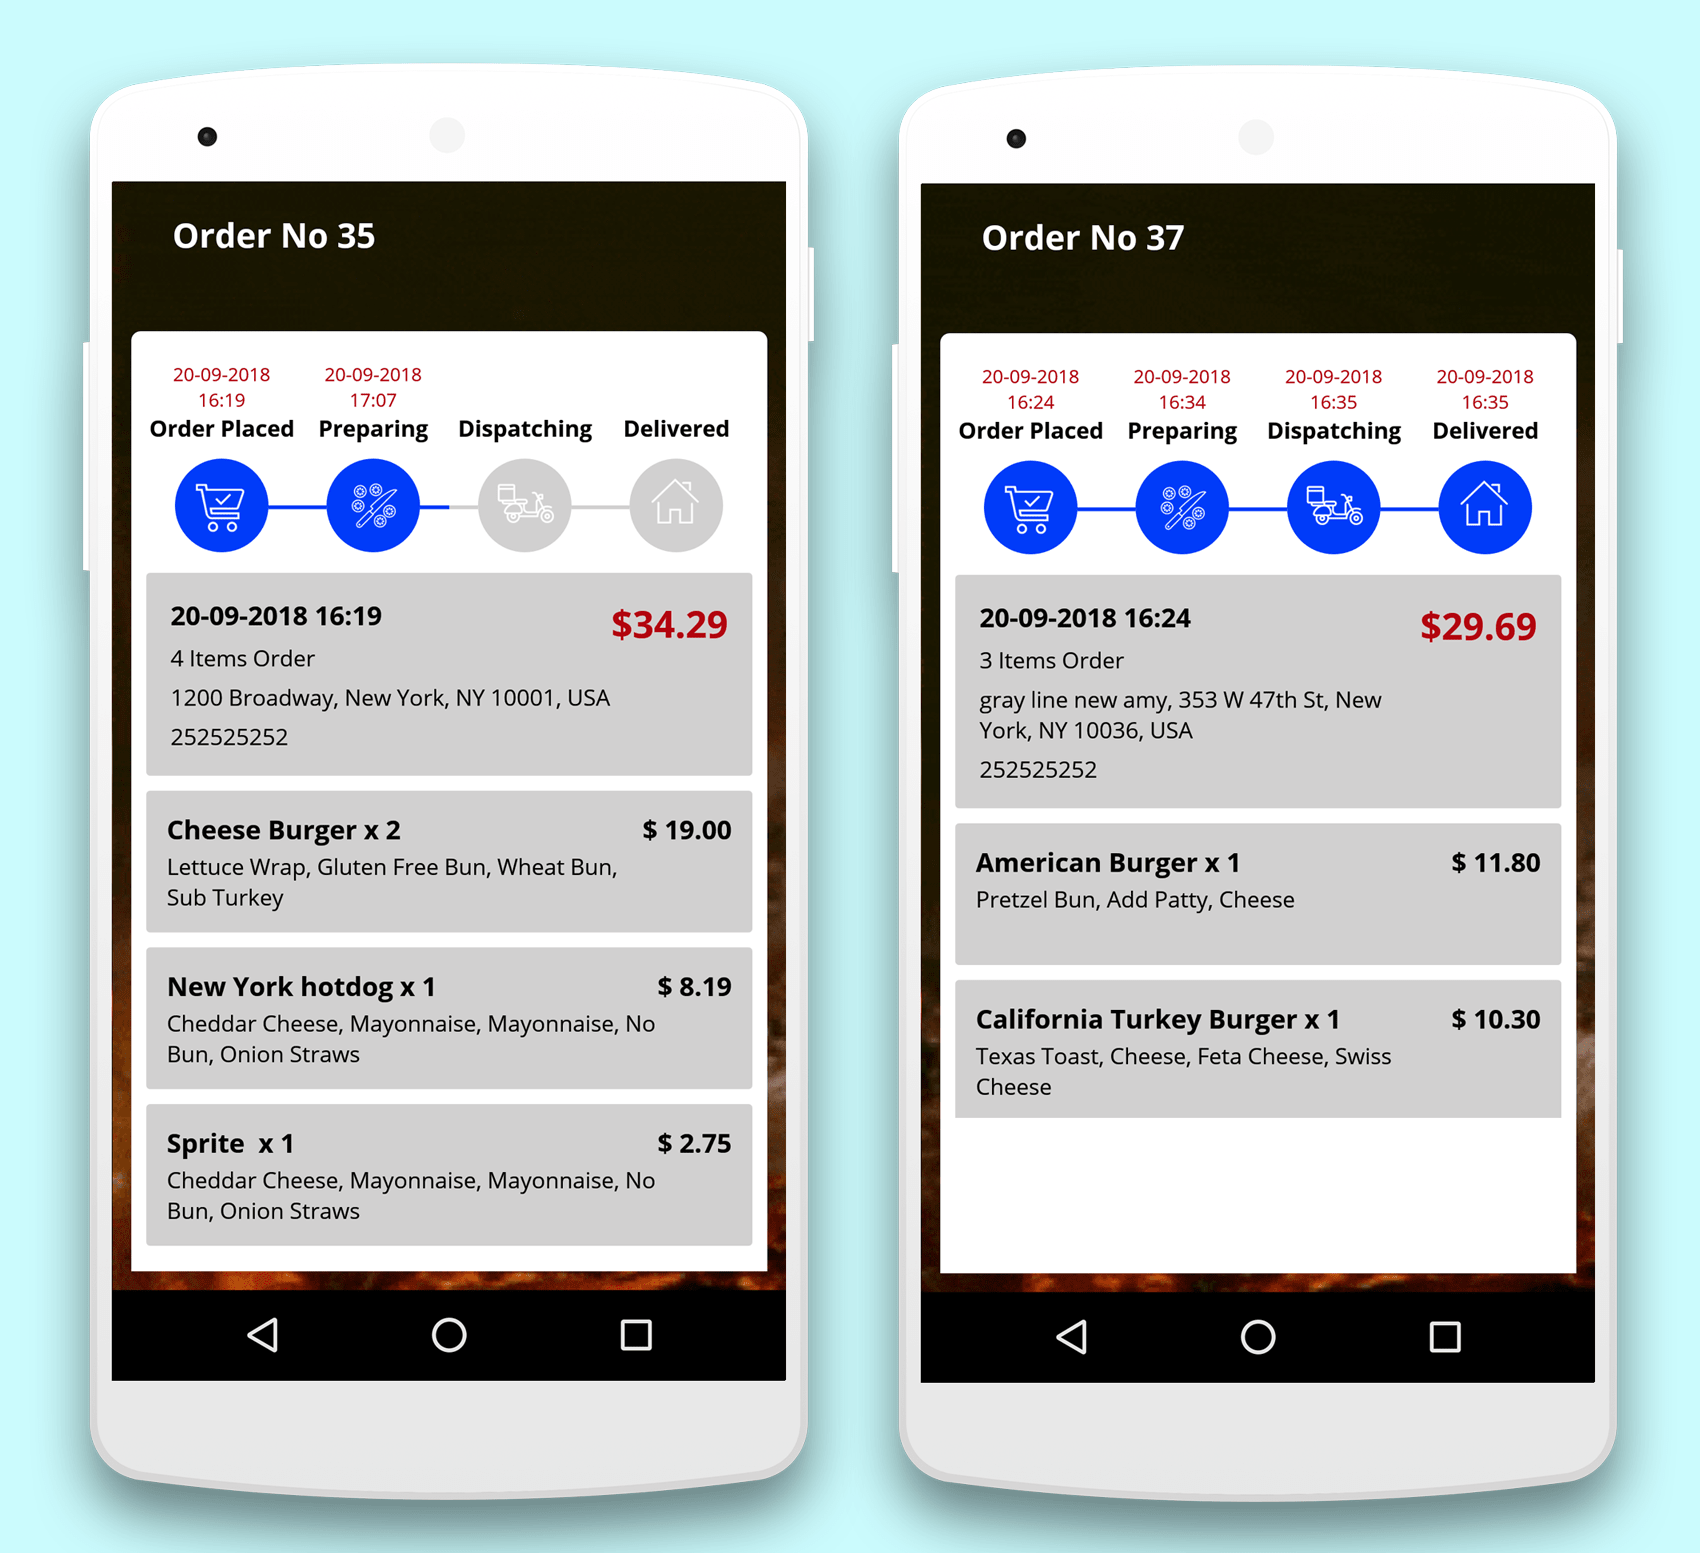 Order No 35
20-09-2018
16:19
Order Placed
20-09-2018
17:07
Preparing
Dispatching
Delivered
20-09-2018 16:19
$34.29
4 Items Order
1200 Broadway, New York, NY 10001, USA
252525252
Cheese Burger x 2
$ 19.00
Lettuce Wrap, Gluten Free Bun, Wheat Bun,
Sub Turkey
New York hotdog x 1
$ 8.19
Cheddar Cheese, Mayonnaise, Mayonnaise, No
Bun, Onion Straws
Sprite  x 1
$ 2.75
Cheddar Cheese, Mayonnaise, Mayonnaise, No
Bun, Onion Straws
Order No 37
20-09-2018
16:24
Order Placed
20-09-2018
16:34
Preparing
20-09-2018
16:35
Dispatching
20-09-2018
16:35
Delivered
20-09-2018 16:24
$29.69
3 Items Order
gray line new amy, 353 W 47th St, New
York, NY 10036, USA
252525252
American Burger x 1
$ 11.80
Pretzel Bun, Add Patty, Cheese
California Turkey Burger x 1
$ 10.30
Texas Toast, Cheese, Feta Cheese, Swiss
Cheese